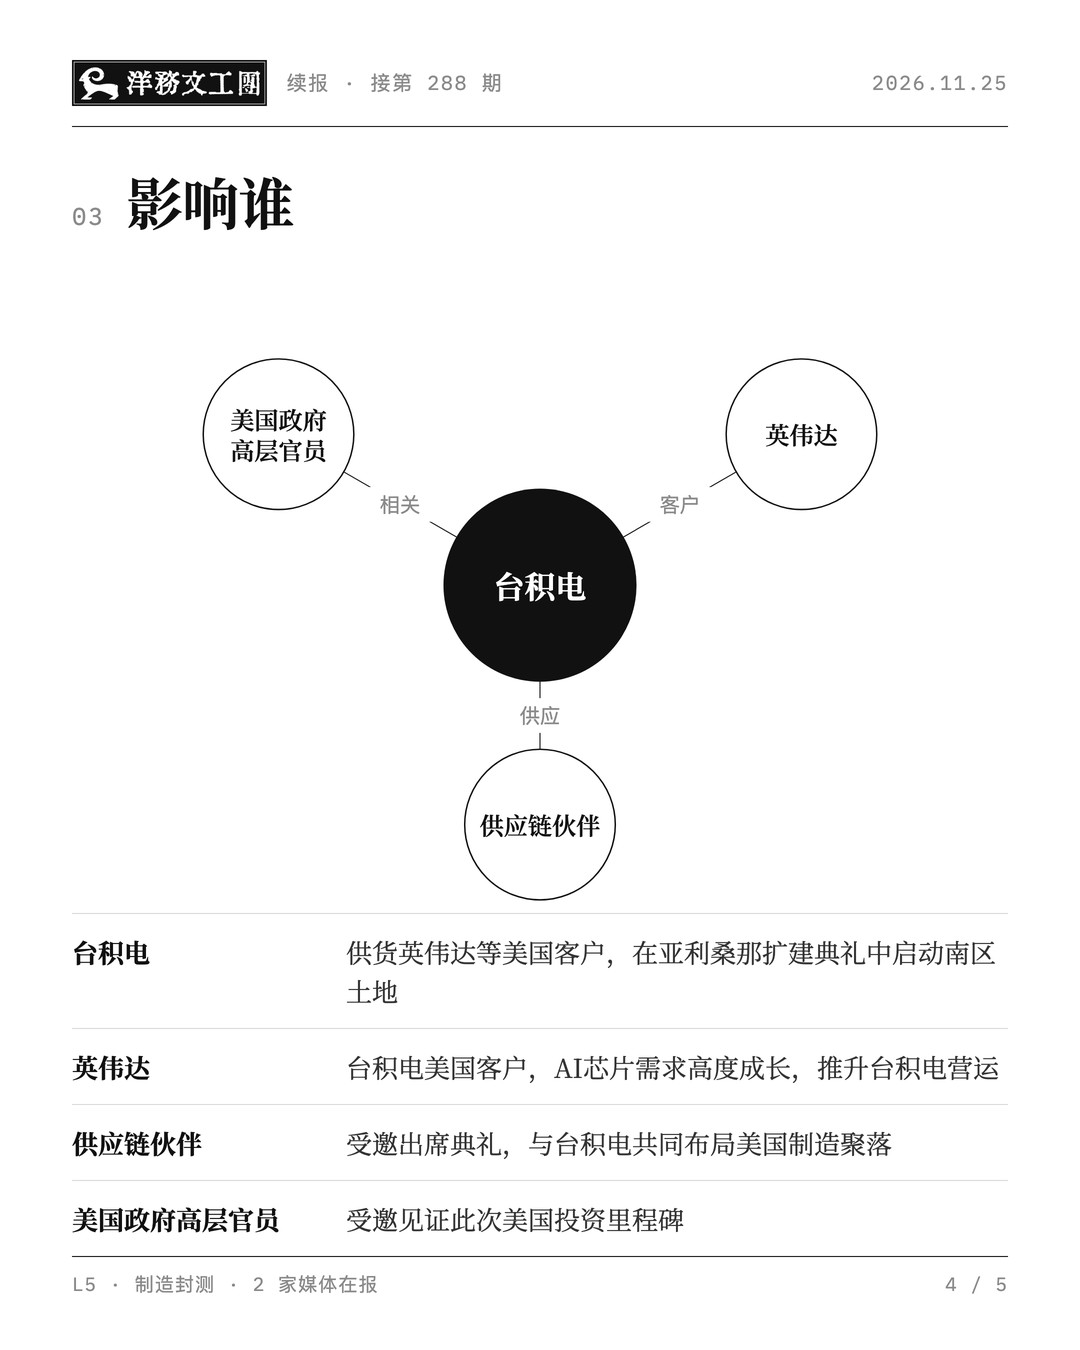 洋務文工團
续报 · 接第 288 期
2026.11.25
03 影响谁
美国政府
高层官员
英伟达
相关
客户
台积电
供应
供应链伙伴
台积电
供货英伟达等美国客户，在亚利桑那扩建典礼中启动南区
土地
英伟达
台积电美国客户，AI芯片需求高度成长，推升台积电营运
供应链伙伴
受邀出席典礼，与台积电共同布局美国制造聚落
美国政府高层官员
受邀见证此次美国投资里程碑
L5 · 制造封测 · 2 家媒体在报
4 / 5